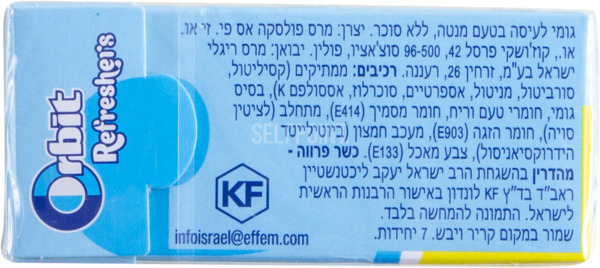 Orbit
Refreshers
גומי לעיסה בטעם מנטה, ללא סוכר. יצרן: מרס פולסקה אס פי. זי או.
או., קוז'ושקי פרסל 42, 96-500 סוצ'אציו, פולין. יבואן: מרס ריגלי
ישראל בע"מ, זרחין 26, רעננה. רכיבים: ממתיקים (קסיליטול,
סורביטול, מניטול, אספרטיים, סוכרלוז, אססולפם K), בסיס
גומי, חומרי טעם וריח, חומר מסמיך (E414), מתחלב (לציטין
סויה), חומר הזגה (E903), מעכב חמצון (בוטילייטד
הידרוקסיאניסול), צבע מאכל (E133). כשר פרווה -
מהדרין בהשגחת הרב ישראל יעקב ליכטנשטיין
ראב"ד בד"ץ KF לונדון באישור הרבנות הראשית
לישראל. התמונה להמחשה בלבד.
שמור במקום קריר ויבש. 7 יחידות.
KF
infoisrael@effem.com